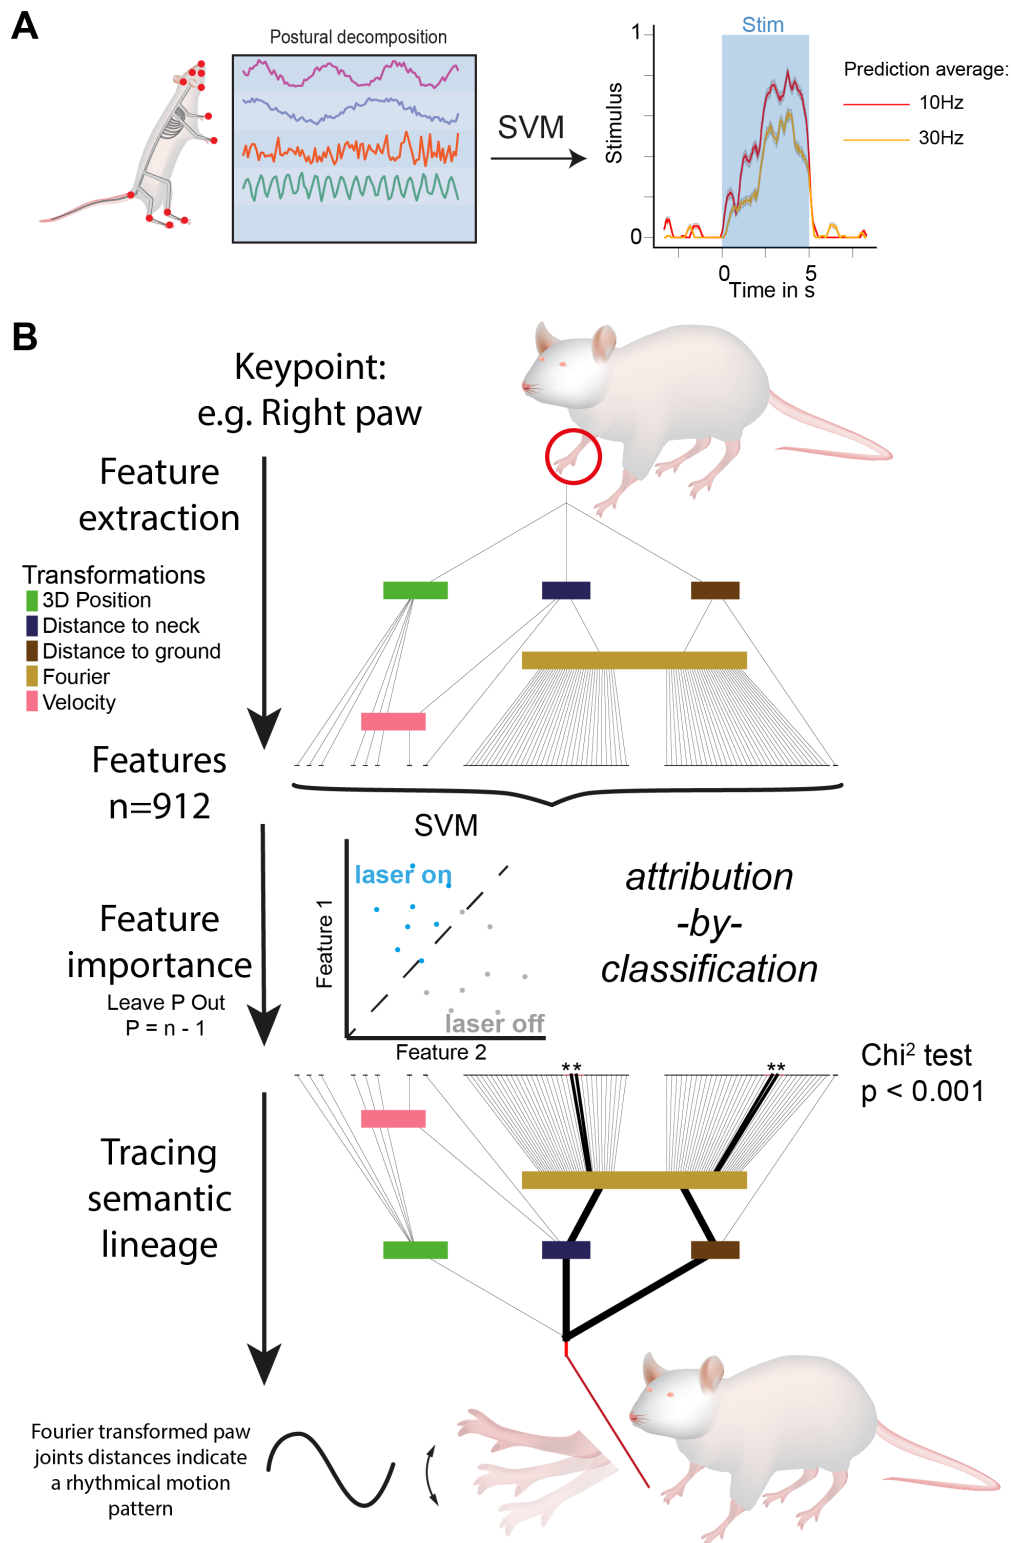 A
Postural decomposition
SVM
Stim
1
Stimulus
0
0
5
Time in s
Prediction average:
10Hz
30Hz
B
Keypoint:
e.g. Right paw
Feature
extraction
Transformations
3D Position
Distance to neck
Distance to ground
Fourier
Velocity
Features
n=912
SVM
laser on
Feature 1
laser off
Feature 2
attribution
-by-
classification
Feature
importance
Leave P Out
P = n - 1
**
**
Chi² test
p < 0.001
Tracing
semantic
lineage
Fourier transformed paw
joints distances indicate
a rhythmical motion
pattern